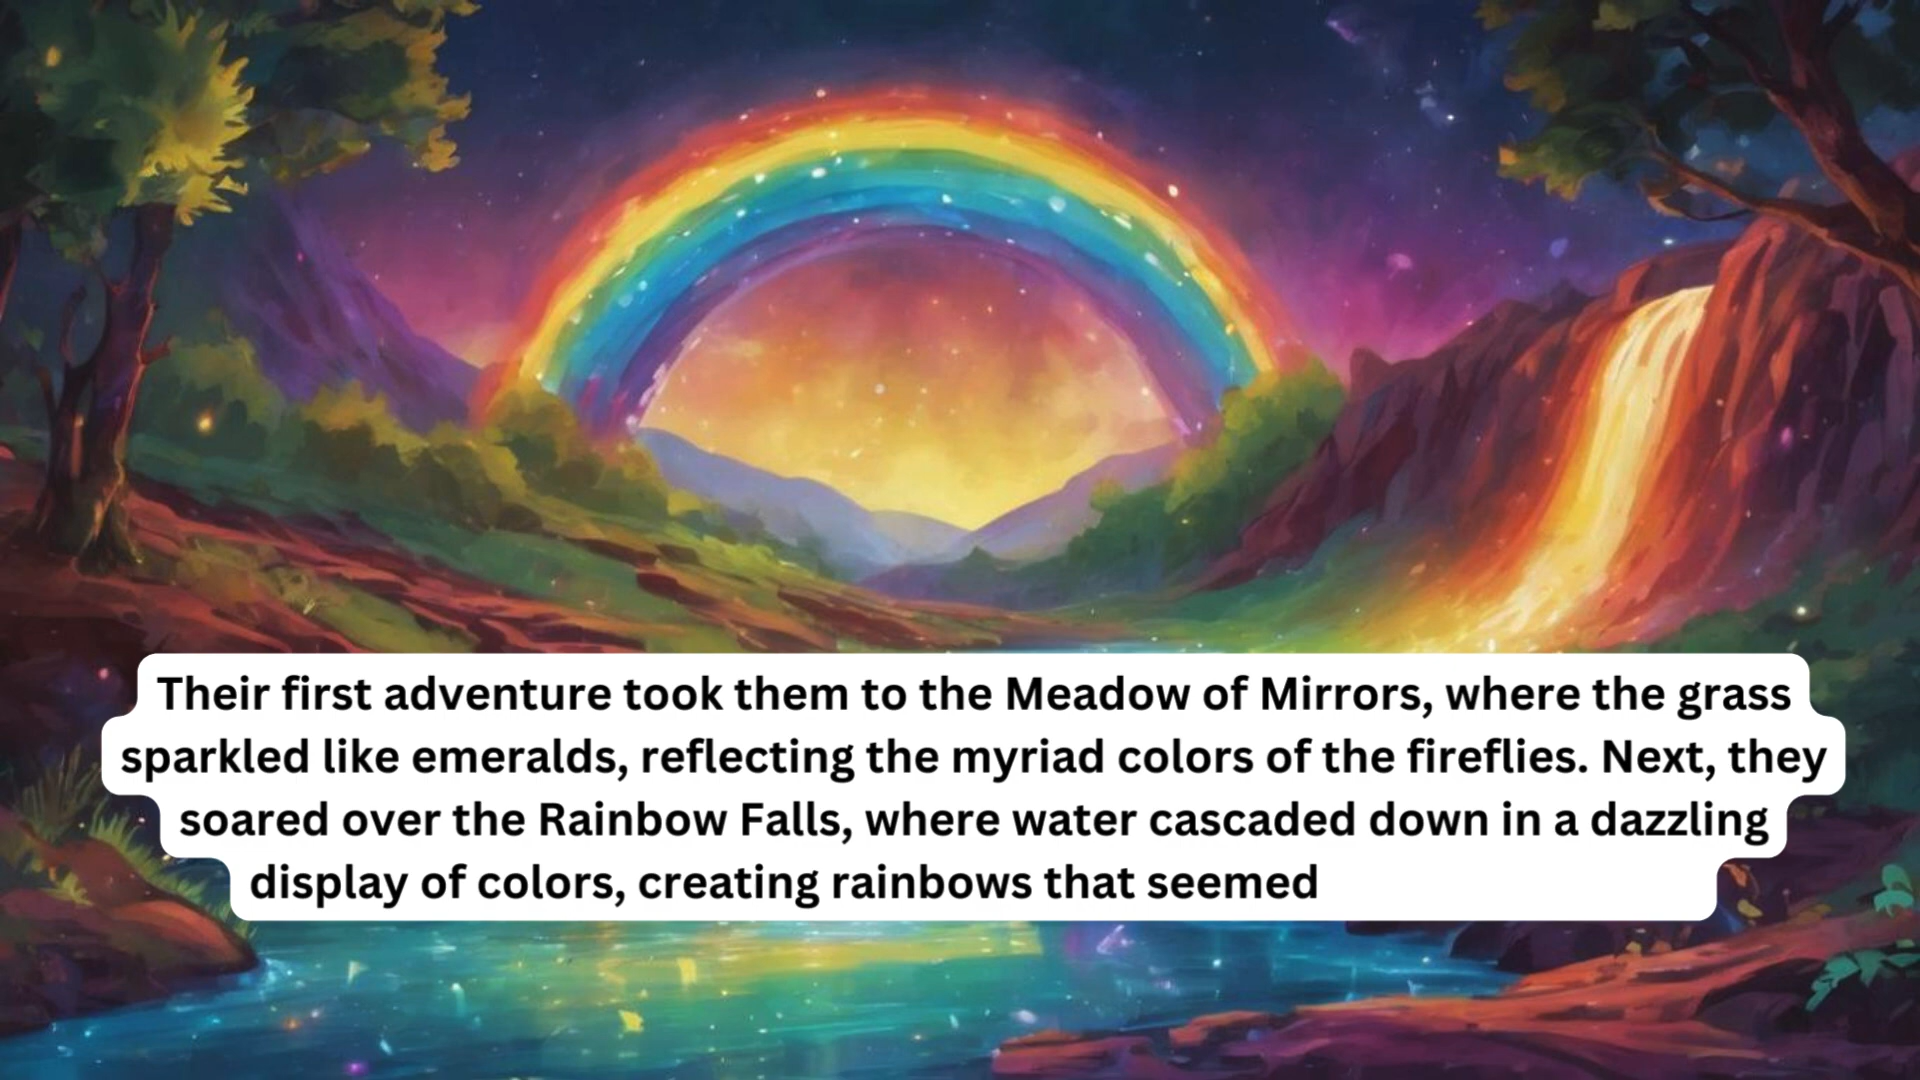 Their first adventure took them to the Meadow of Mirrors, where the grass
sparkled like emeralds, reflecting the myriad colors of the fireflies. Next, they
soared over the Rainbow Falls, where water cascaded down in a dazzling
display of colors, creating rainbows that seemed